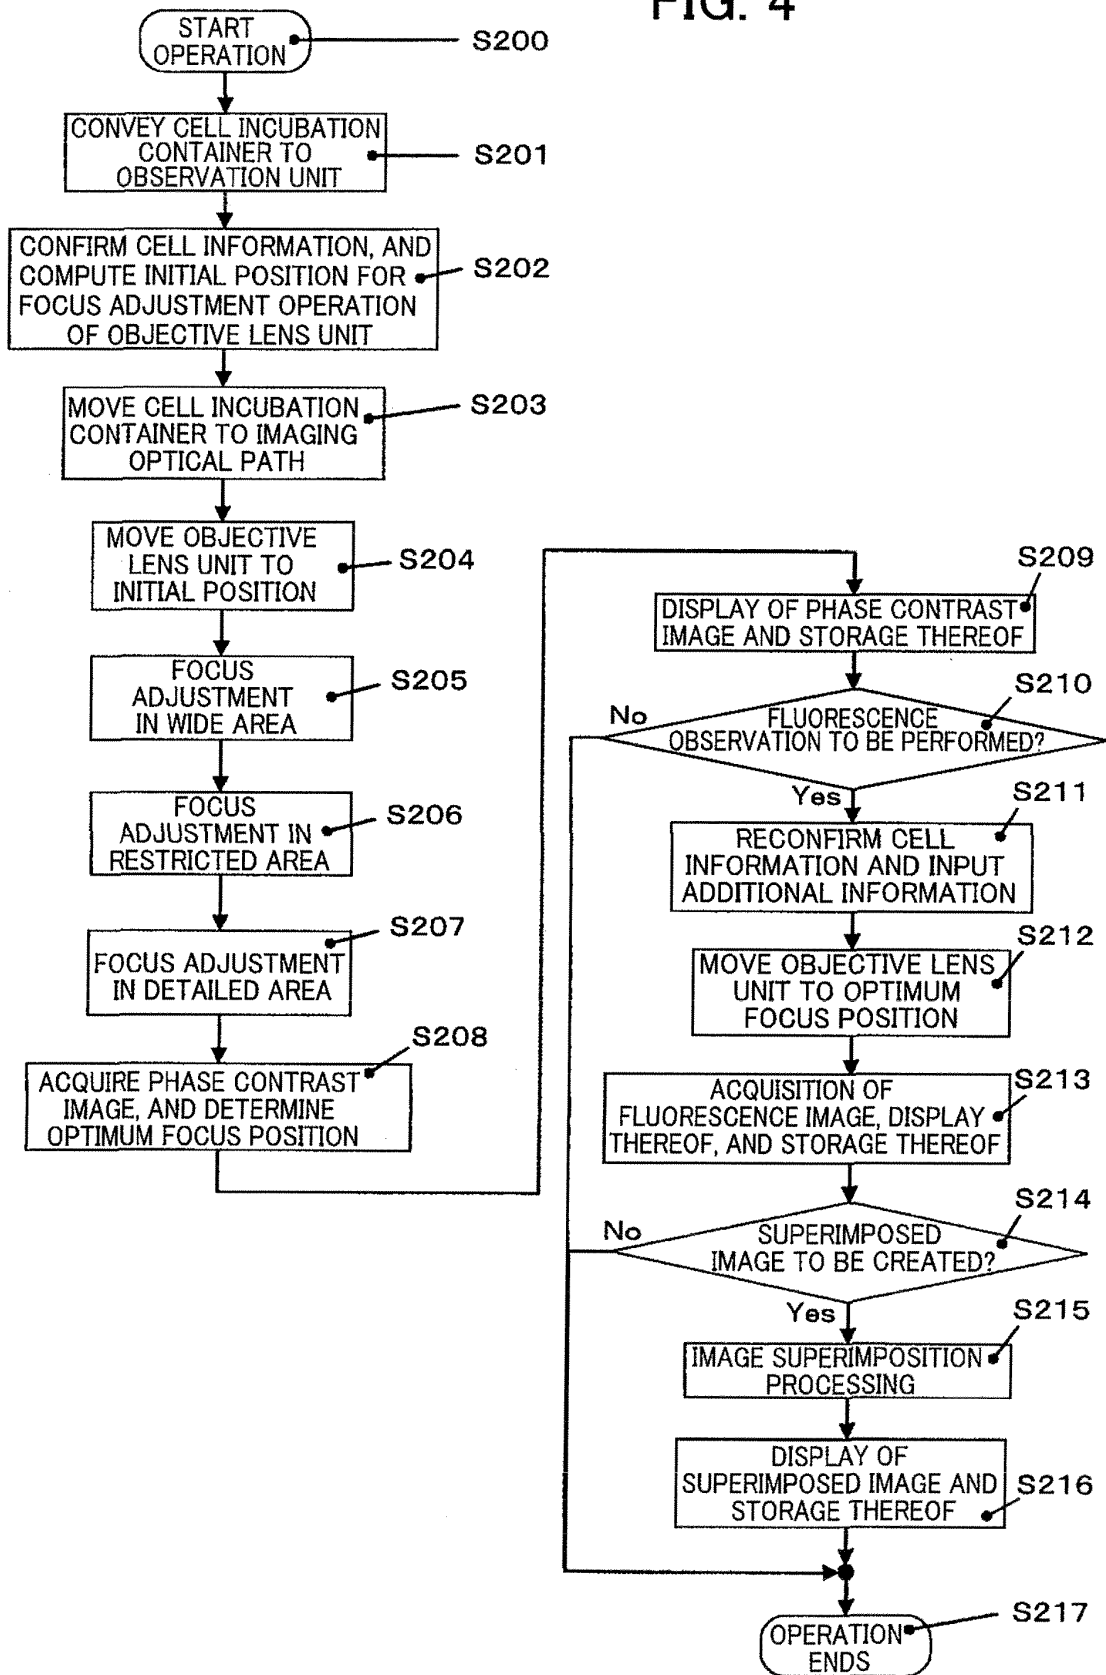 FIG. 4
START
OPERATION
S200
CONVEY CELL INCUBATION
CONTAINER TO
OBSERVATION UNIT
S201
CONFIRM CELL INFORMATION, AND
COMPUTE INITIAL POSITION FOR
FOCUS ADJUSTMENT OPERATION
OF OBJECTIVE LENS UNIT
S202
MOVE CELL INCUBATION
CONTAINER TO IMAGING
OPTICAL PATH
S203
MOVE OBJECTIVE
LENS UNIT TO
INITIAL POSITION
S204
FOCUS
ADJUSTMENT
IN WIDE AREA
S205
FOCUS
ADJUSTMENT IN
RESTRICTED AREA
S206
FOCUS ADJUSTMENT
IN DETAILED AREA
S207
ACQUIRE PHASE CONTRAST
IMAGE, AND DETERMINE
OPTIMUM FOCUS POSITION
S208
DISPLAY OF PHASE CONTRAST
IMAGE AND STORAGE THEREOF
S209
FLUORESCENCE
OBSERVATION TO BE PERFORMED?
S210
No
Yes
RECONFIRM CELL
INFORMATION AND INPUT
ADDITIONAL INFORMATION
S211
MOVE OBJECTIVE LENS
UNIT TO OPTIMUM
FOCUS POSITION
S212
ACQUISITION OF
FLUORESCENCE IMAGE, DISPLAY
THEREOF, AND STORAGE THEREOF
S213
SUPERIMPOSED
IMAGE TO BE CREATED?
S214
No
Yes
IMAGE SUPERIMPOSITION
PROCESSING
S215
DISPLAY OF
SUPERIMPOSED IMAGE AND
STORAGE THEREOF
S216
OPERATION
ENDS
S217